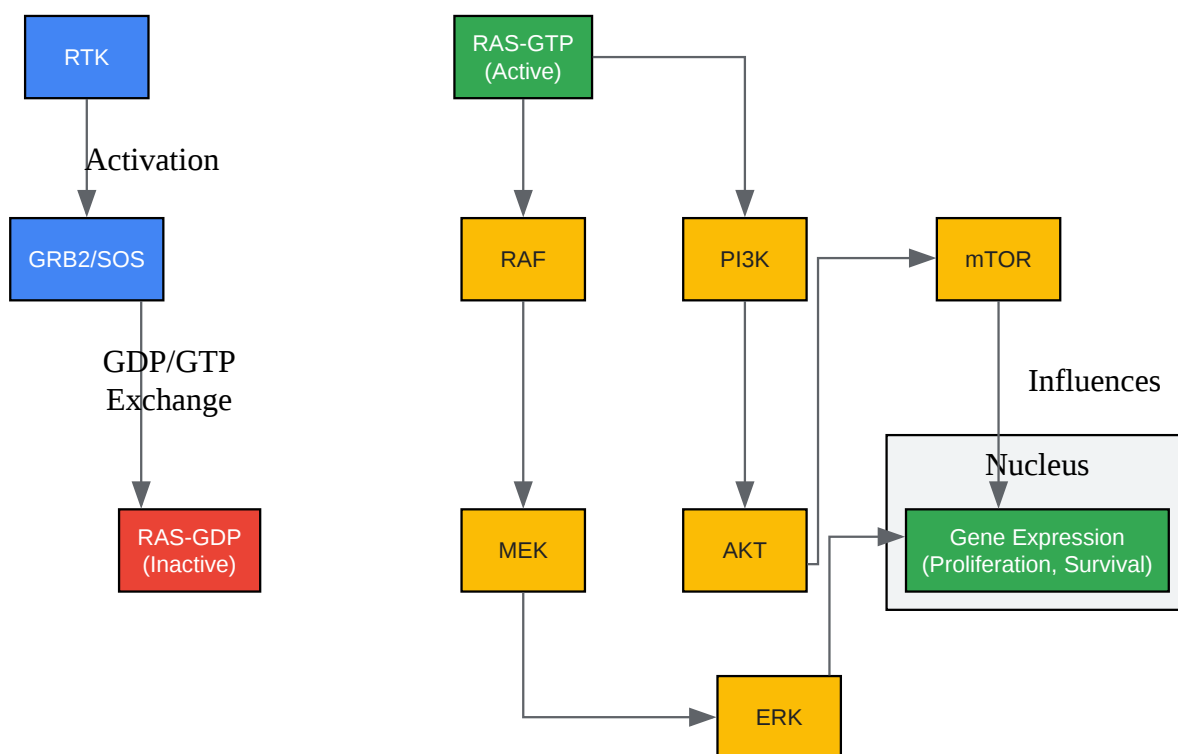 RTK
RAS-GTP
(Active)
Activation
GRB2/SOS
RAF
PI3K
mTOR
GDP/GTP
Exchange
Influences
Nucleus
RAS-GDP
(Inactive)
MEK
AKT
Gene Expression
(Proliferation, Survival)
ERK